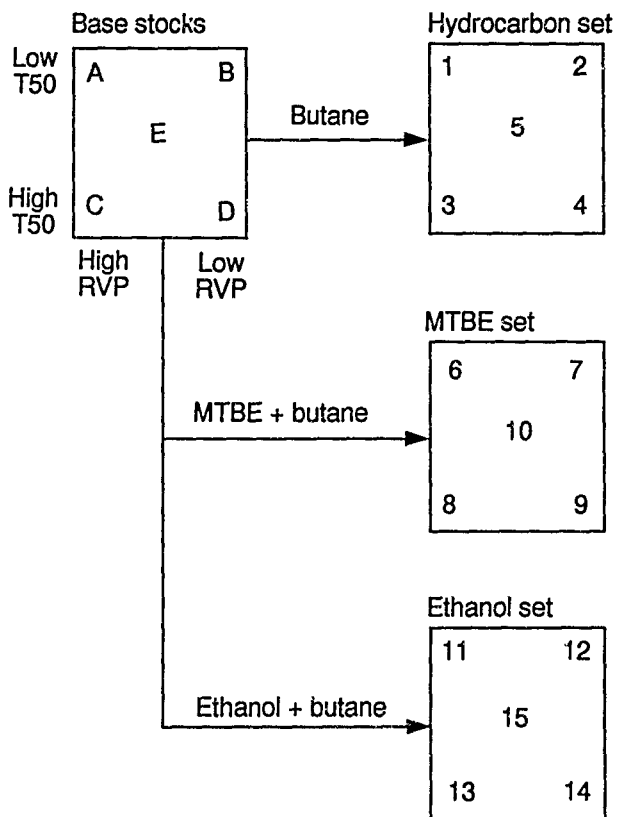 Base stocks
Low
T50
High
T50
A B
E
C D
High
RVP
Low
RVP
Butane
Hydrocarbon set
1 2
5
3 4
MTBE + butane
MTBE set
6 7
10
8 9
Ethanol + butane
Ethanol set
11 12
15
13 14